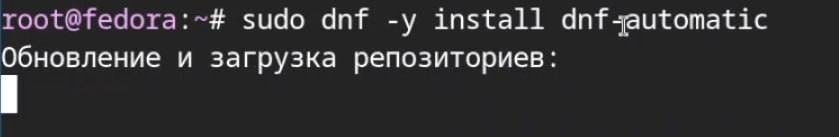 root@fedora:~# sudo dnf -y install dnf-automatic
Обновление и загрузка репозиториев: